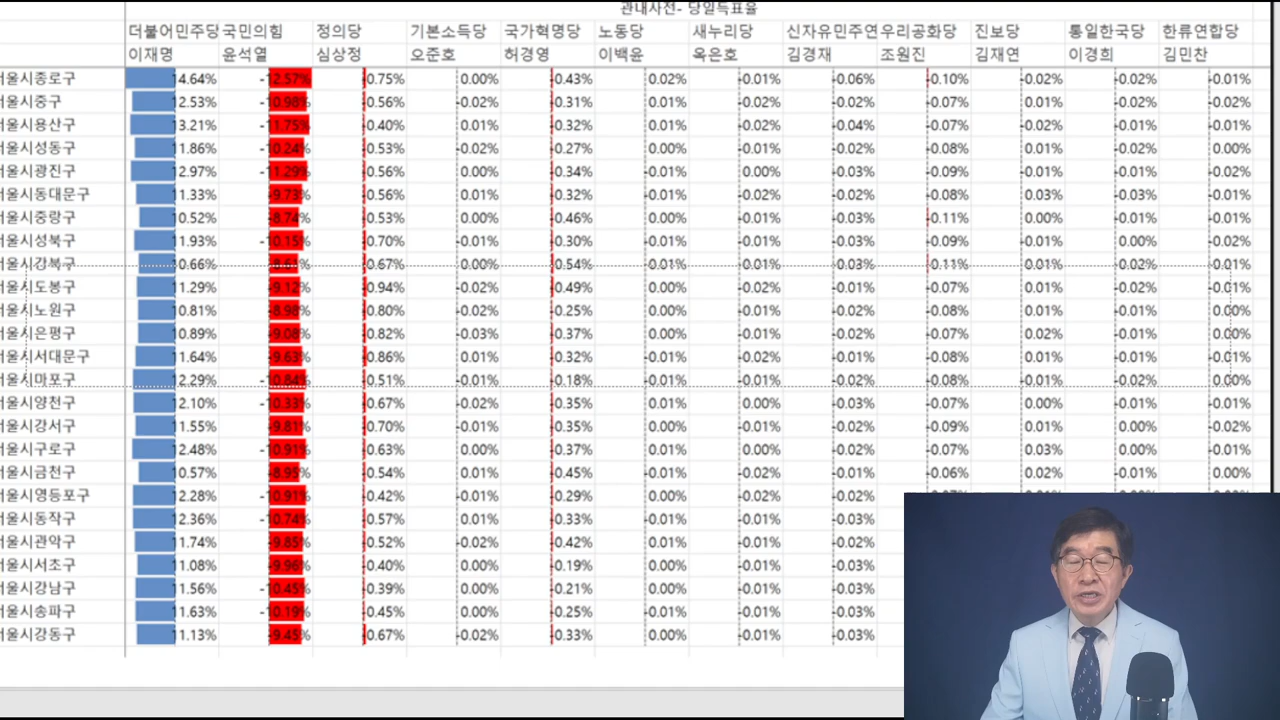 관내사전- 당일득표율
더불어민주당 국민의힘 정의당 기본소득당 국가혁명당 노동당 새누리당 신자유민주연 우리공화당 진보당 통일한국당 한류연합당
이재명 윤석열 심상정 오준호 허경영 이백윤 옥은호 김경재 조원진 김재연 이경희 김민찬
서울시종로구 14.64% -12.57% -0.75% 0.00% -0.43% 0.02% -0.01% -0.06% -0.10% -0.02% -0.02% -0.01%
서울시중구 12.53% -10.98% -0.56% -0.02% -0.31% 0.01% -0.02% -0.02% -0.07% 0.01% -0.02% -0.02%
서울시용산구 13.21% -11.75% -0.40% 0.01% -0.32% 0.01% -0.02% -0.04% -0.07% -0.02% -0.01% -0.01%
서울시성동구 11.86% -10.24% -0.53% -0.02% -0.27% 0.00% -0.01% -0.02% -0.08% 0.01% -0.02% 0.00%
서울시광진구 12.97% -11.29% -0.56% 0.00% -0.34% -0.01% 0.00% -0.03% -0.09% -0.01% -0.01% -0.02%
서울시동대문구 11.33% -9.73% -0.56% 0.01% -0.32% 0.01% -0.02% -0.02% -0.08% 0.03% -0.03% -0.01%
서울시중랑구 10.52% -8.74% -0.53% 0.00% -0.46% 0.00% -0.01% -0.03% -0.11% 0.00% -0.01% -0.01%
서울시성북구 11.93% -10.15% -0.70% -0.01% -0.30% -0.01% -0.01% -0.03% -0.09% -0.01% 0.00% -0.02%
서울시강북구 10.66% -0.67% 0.00% -0.54% -0.01% -0.01% -0.03% -0.11% 0.01% -0.02% -0.01%
서울시도봉구 11.29% -9.12% -0.94% -0.02% -0.49% 0.00% -0.02% -0.01% -0.07% 0.01% -0.02% -0.01%
서울시노원구 10.81% -8.98% -0.80% -0.02% -0.25% 0.00% -0.01% -0.02% -0.08% 0.01% -0.01% 0.00%
서울시은평구 10.89% -9.08% -0.82% -0.03% -0.37% 0.00% -0.01% -0.02% -0.07% 0.02% -0.01% 0.00%
서울시서대문구 11.64% -9.63% -0.86% 0.01% -0.32% -0.01% -0.02% -0.01% -0.08% 0.01% -0.01% -0.01%
서울시마포구 12.29% -10.84% -0.51% -0.01% -0.18% -0.01% -0.01% -0.02% -0.08% -0.01% -0.02% 0.00%
서울시양천구 12.10% -10.33% -0.67% -0.02% -0.35% 0.01% 0.00% -0.03% -0.07% 0.00% -0.01% -0.01%
서울시강서구 11.55% -9.81% -0.70% -0.01% -0.35% 0.00% -0.01% -0.02% -0.09% 0.01% 0.00% -0.02%
서울시구로구 12.48% -10.91% -0.63% 0.00% -0.37% 0.00% -0.01% -0.02% -0.07% 0.03% 0.00% -0.01%
서울시금천구 10.57% -8.95% -0.54% 0.01% -0.45% -0.01% -0.02% -0.01% -0.06% 0.02% -0.01% 0.00%
서울시영등포구 12.28% -10.91% -0.42% -0.01% -0.29% 0.00% -0.02% -0.02%
서울시동작구 12.36% -10.74% -0.57% 0.01% -0.33% -0.01% -0.01% -0.03%
서울시관악구 11.74% -9.85% -0.52% -0.02% -0.42% 0.01% -0.01% -0.02%
서울시서초구 11.08% -9.96% -0.40% 0.01% -0.19% 0.00% -0.01% -0.03%
서울시강남구 11.56% -10.45% -0.39% 0.00% -0.21% 0.00% -0.01% -0.03%
서울시송파구 11.63% -10.19% -0.45% 0.00% -0.25% -0.01% -0.01% -0.03%
서울시강동구 11.13% -9.45% -0.67% -0.02% -0.33% 0.00% -0.01% -0.03%